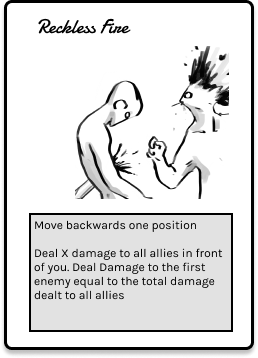 Reckless Fire
Move backwards one position
Deal X damage to all allies in front
of you. Deal Damage to the first
enemy equal to the total damage
dealt to all allies